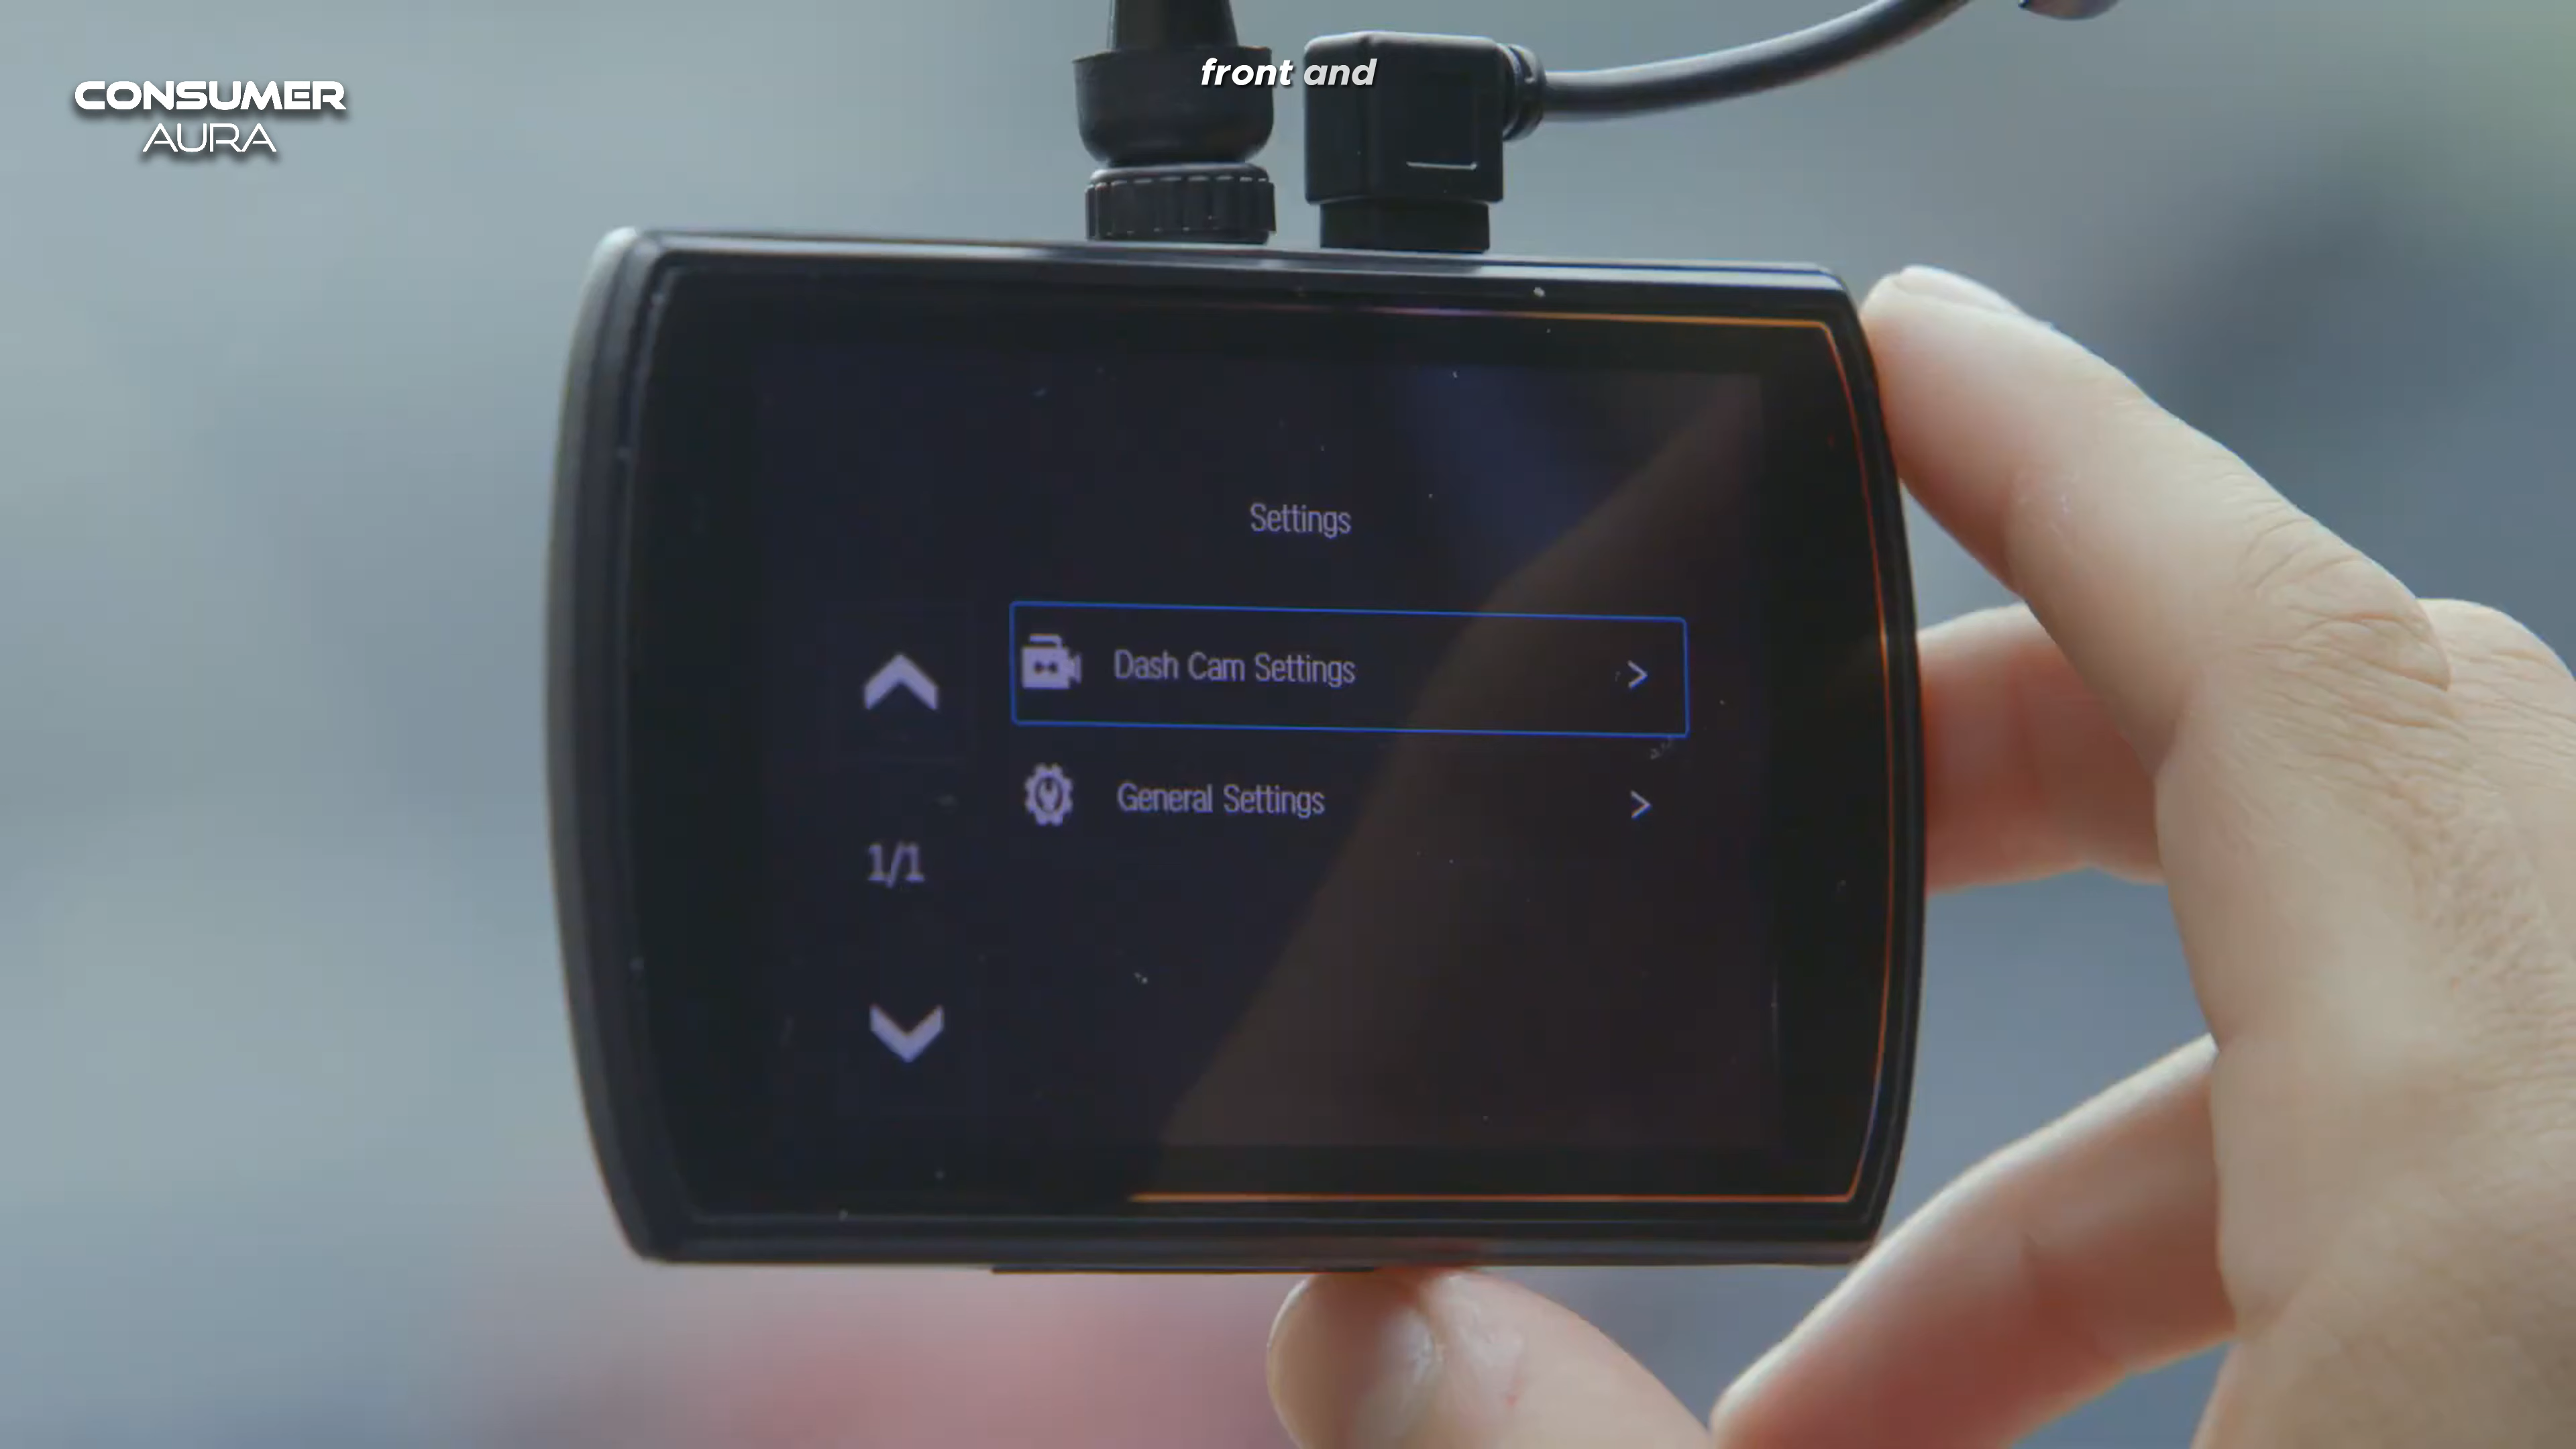 front and
CONSUMER
AURA
Settings
Dash Cam Settings
General Settings
1/1